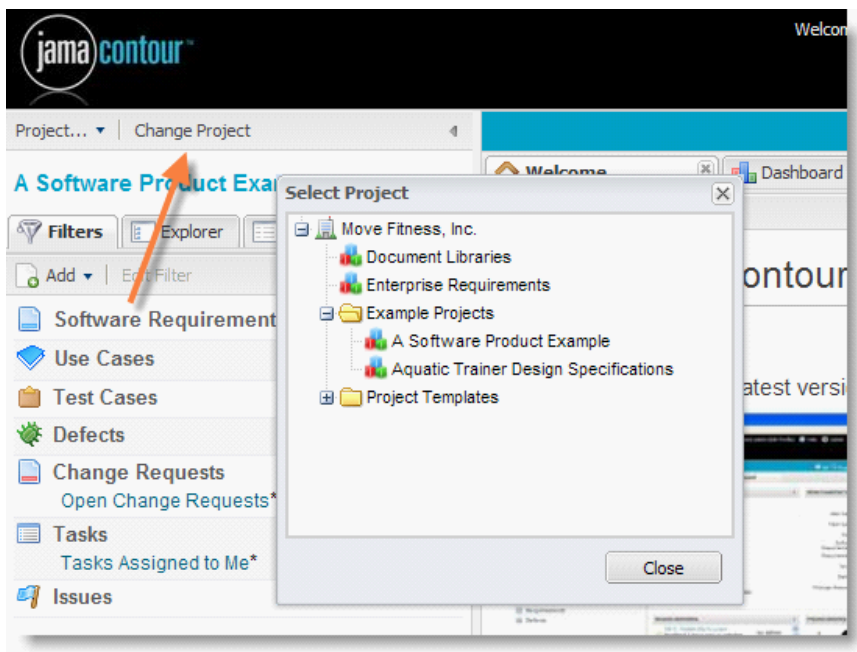 jama contour™
Welcom
Project... Change Project
A Software Product Exa
Filters Explorer
Add Edit Filter
Software Requirement
Use Cases
Test Cases
Defects
Change Requests
Open Change Requests*
Tasks
Tasks Assigned to Me*
Issues
Welcome Dashboard
ontour
atest versi
Select Project
Move Fitness, Inc.
Document Libraries
Enterprise Requirements
Example Projects
A Software Product Example
Aquatic Trainer Design Specifications
Project Templates
Close